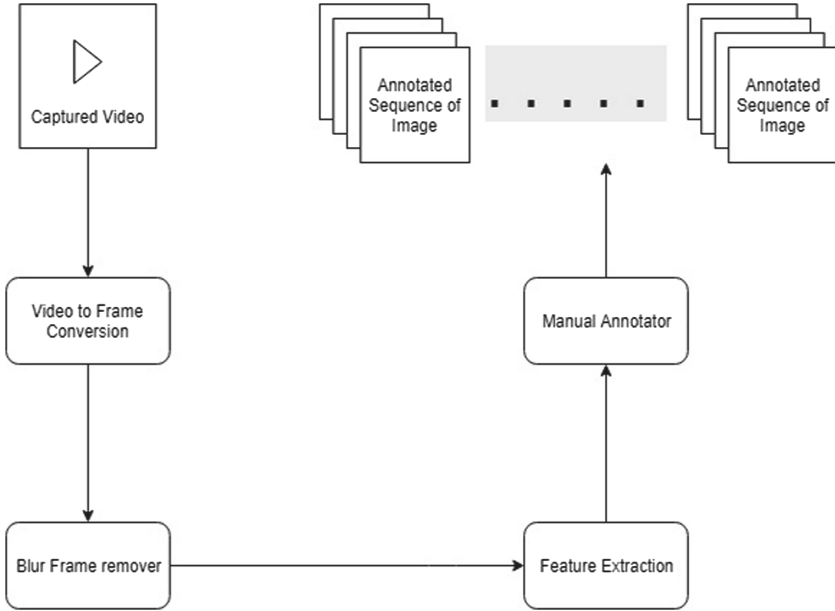 Captured Video
Annotated
Sequence of
Image
Annotated
Sequence of
Image
Video to Frame
Conversion
Manual Annotator
Blur Frame remover
Feature Extraction